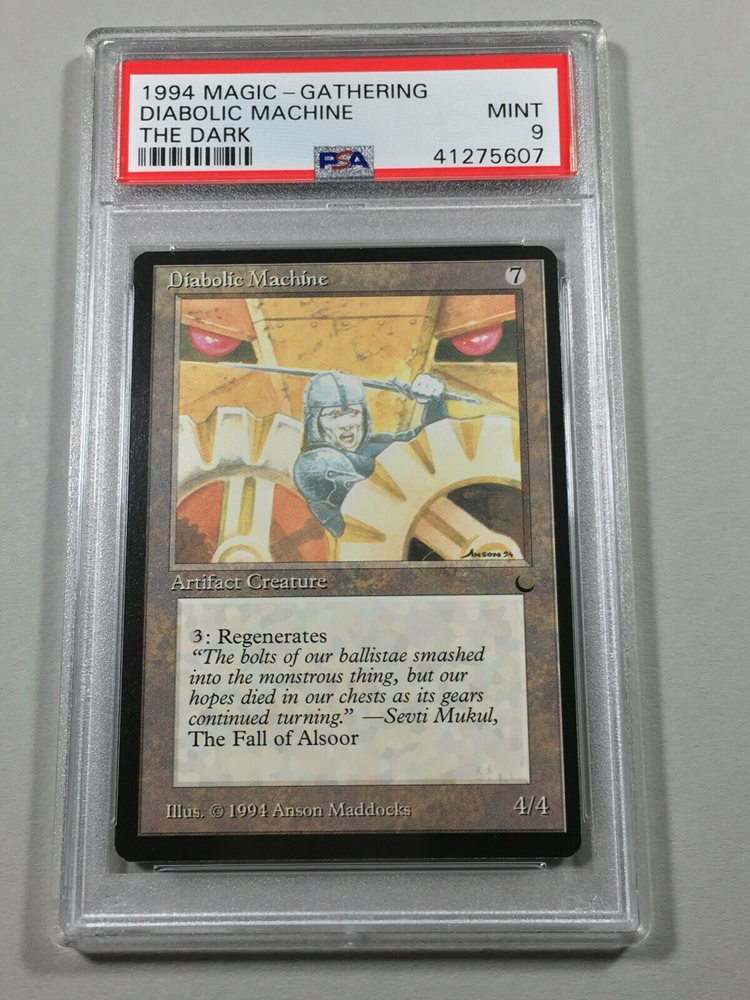 1994 MAGIC – GATHERING
DIABOLIC MACHINE MINT
THE DARK 9
PSA 41275607
Diabolic Machine 7
ANSON 94
Artifact Creature
3: Regenerates
“The bolts of our ballistae smashed
into the monstrous thing, but our
hopes died in our chests as its gears
continued turning.” —Sevti Mukul,
The Fall of Alsoor
Illus. © 1994 Anson Maddocks 4/4